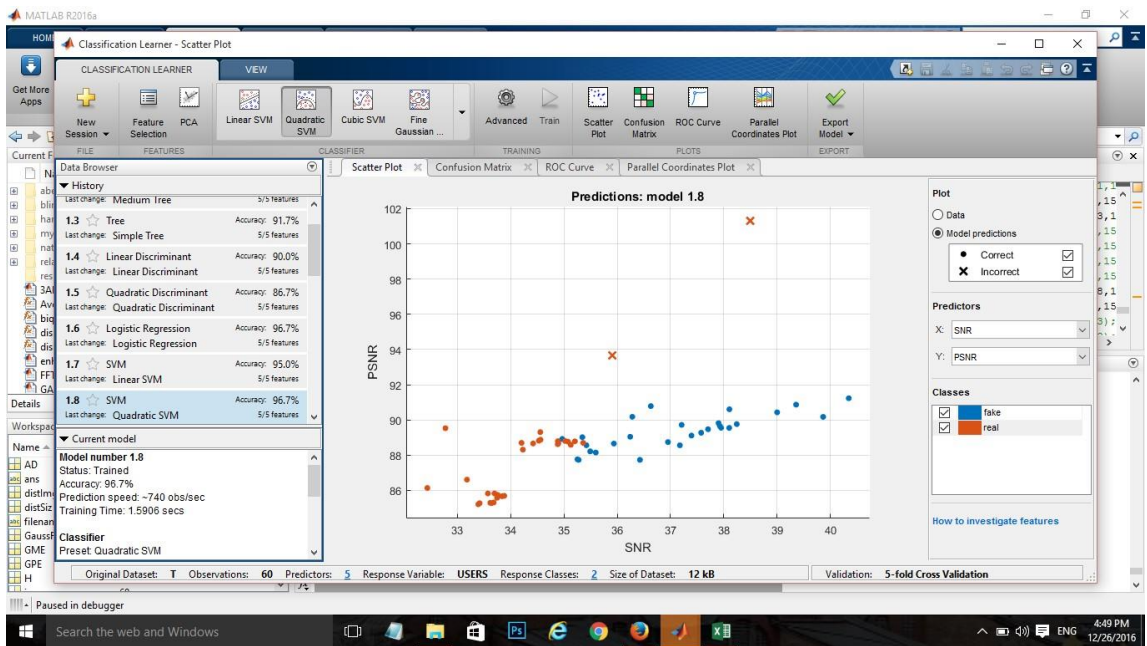 MATLAB R2016a
HOM
Classification Learner - Scatter Plot
CLASSIFICATION LEARNER VIEW
Get More Apps
New Session
Feature Selection
PCA
Linear SVM
Quadratic SVM
Cubic SVM
Fine Gaussian ...
Advanced
Train
Scatter Plot
Confusion Matrix
ROC Curve
Parallel Coordinates Plot
Export Model
FILE FEATURES CLASSIFIER TRAINING PLOTS EXPORT
Current F
Data Browser
Scatter Plot Confusion Matrix ROC Curve Parallel Coordinates Plot
History
Last change: Medium Tree 5/5 features
1.3 Tree Accuracy: 91.7%
Last change: Simple Tree 5/5 features
1.4 Linear Discriminant Accuracy: 90.0%
Last change: Linear Discriminant 5/5 features
1.5 Quadratic Discriminant Accuracy: 86.7%
Last change: Quadratic Discriminant 5/5 features
1.6 Logistic Regression Accuracy: 96.7%
Last change: Logistic Regression 5/5 features
1.7 SVM Accuracy: 95.0%
Last change: Linear SVM 5/5 features
1.8 SVM Accuracy: 96.7%
Last change: Quadratic SVM 5/5 features
Current model
Model number 1.8
Status: Trained
Accuracy: 96.7%
Prediction speed: ~740 obs/sec
Training Time: 1.5906 secs
Classifier
Preset: Quadratic SVM
Details
Workspac
Name
AD
ans
distIm
distSiz
filenan
GME
GPE
H
Predictions: model 1.8
102
100
98
96
94
92
90
88
86
PSNR
33 34 35 36 37 38 39 40
SNR
Plot
Data
Model predictions
Correct
Incorrect
Predictors
X: SNR
Y: PSNR
Classes
fake
real
How to investigate features
Original Dataset: T Observations: 60 Predictors: 5 Response Variable: USERS Response Classes: 2 Size of Dataset: 12 kB Validation: 5-fold Cross Validation
Paused in debugger
Search the web and Windows
Ps
ENG
4:49 PM
12/26/2016